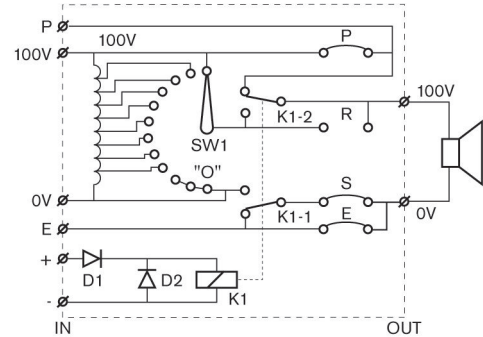 P
100V
100V
P
100V
SW1
K1-2
R
"O"
0V
S
K1-1
E
0V
E
+
D1
D2
K1
-
IN
OUT